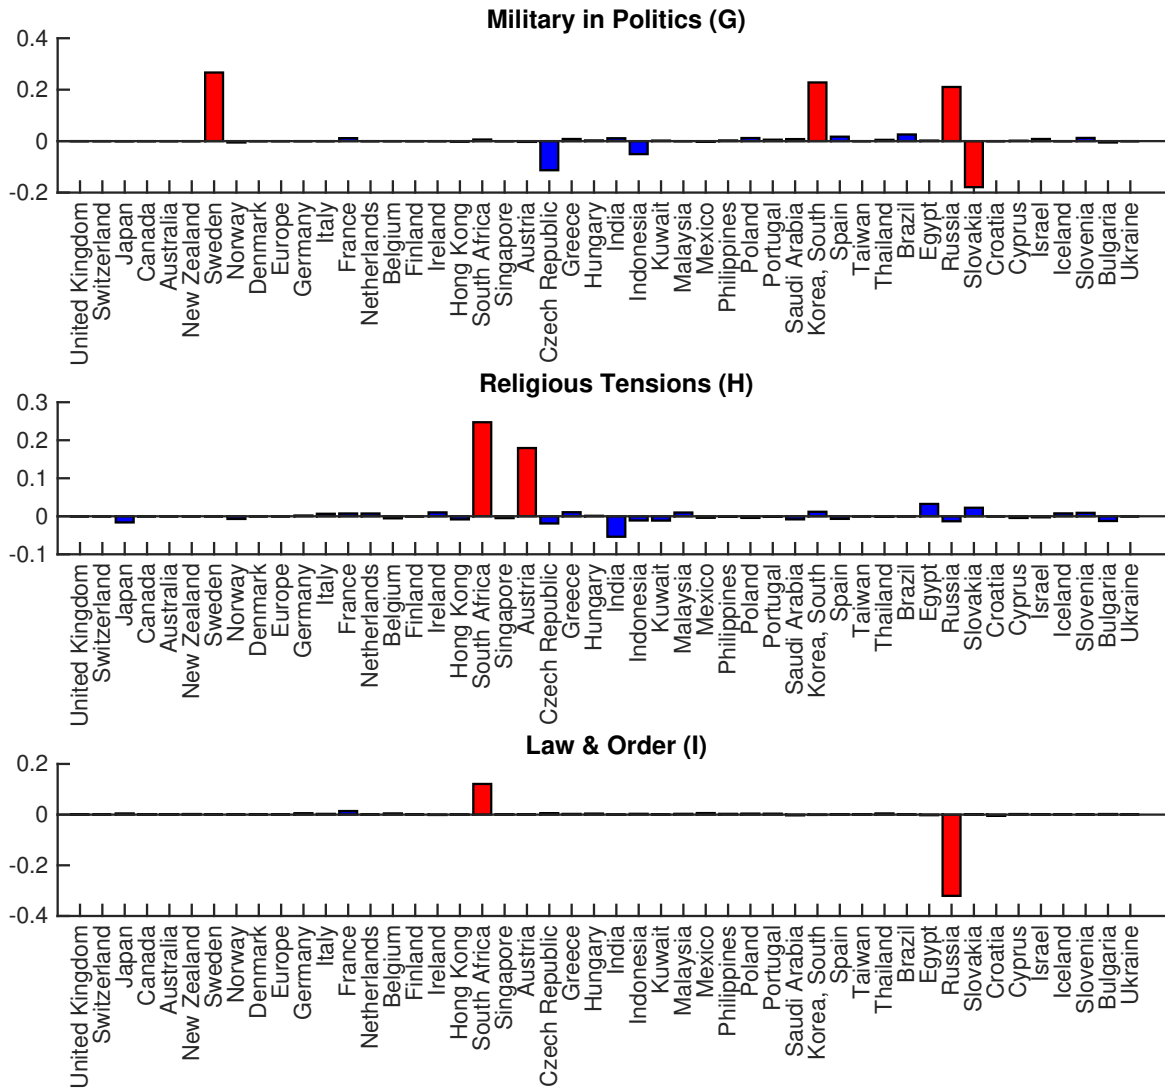 Military in Politics (G)
0.4
0.2
0
-0.2
United Kingdom
Switzerland
Japan
Canada
Australia
New Zealand
Sweden
Norway
Denmark
Europe
Germany
Italy
France
Netherlands
Belgium
Finland
Ireland
Hong Kong
South Africa
Singapore
Austria
Czech Republic
Greece
Hungary
India
Indonesia
Kuwait
Malaysia
Mexico
Philippines
Poland
Portugal
Saudi Arabia
Korea, South
Spain
Taiwan
Thailand
Brazil
Egypt
Russia
Slovakia
Croatia
Cyprus
Israel
Iceland
Slovenia
Bulgaria
Ukraine
Religious Tensions (H)
0.3
0.2
0.1
0
-0.1
United Kingdom
Switzerland
Japan
Canada
Australia
New Zealand
Sweden
Norway
Denmark
Europe
Germany
Italy
France
Netherlands
Belgium
Finland
Ireland
Hong Kong
South Africa
Singapore
Austria
Czech Republic
Greece
Hungary
India
Indonesia
Kuwait
Malaysia
Mexico
Philippines
Poland
Portugal
Saudi Arabia
Korea, South
Spain
Taiwan
Thailand
Brazil
Egypt
Russia
Slovakia
Croatia
Cyprus
Israel
Iceland
Slovenia
Bulgaria
Ukraine
Law & Order (I)
0.2
0
-0.2
-0.4
United Kingdom
Switzerland
Japan
Canada
Australia
New Zealand
Sweden
Norway
Denmark
Europe
Germany
Italy
France
Netherlands
Belgium
Finland
Ireland
Hong Kong
South Africa
Singapore
Austria
Czech Republic
Greece
Hungary
India
Indonesia
Kuwait
Malaysia
Mexico
Philippines
Poland
Portugal
Saudi Arabia
Korea, South
Spain
Taiwan
Thailand
Brazil
Egypt
Russia
Slovakia
Croatia
Cyprus
Israel
Iceland
Slovenia
Bulgaria
Ukraine